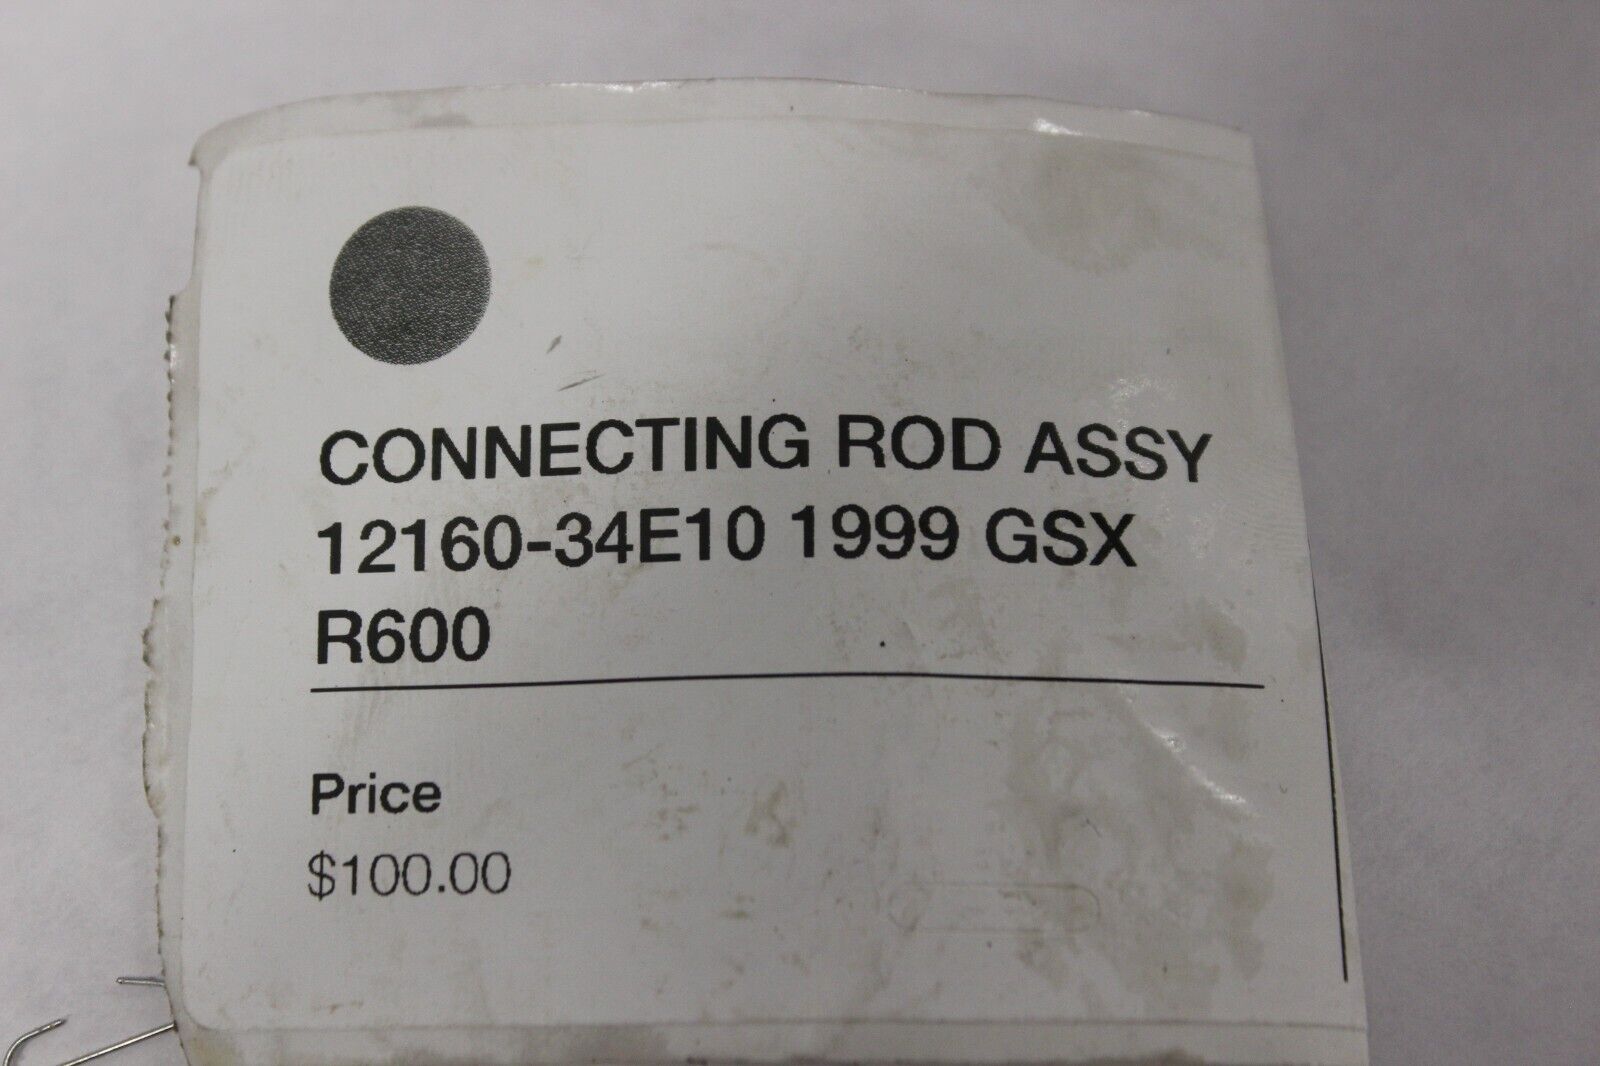 CONNECTING ROD ASSY
12160-34E10 1999 GSX
R600
Price
$100.00